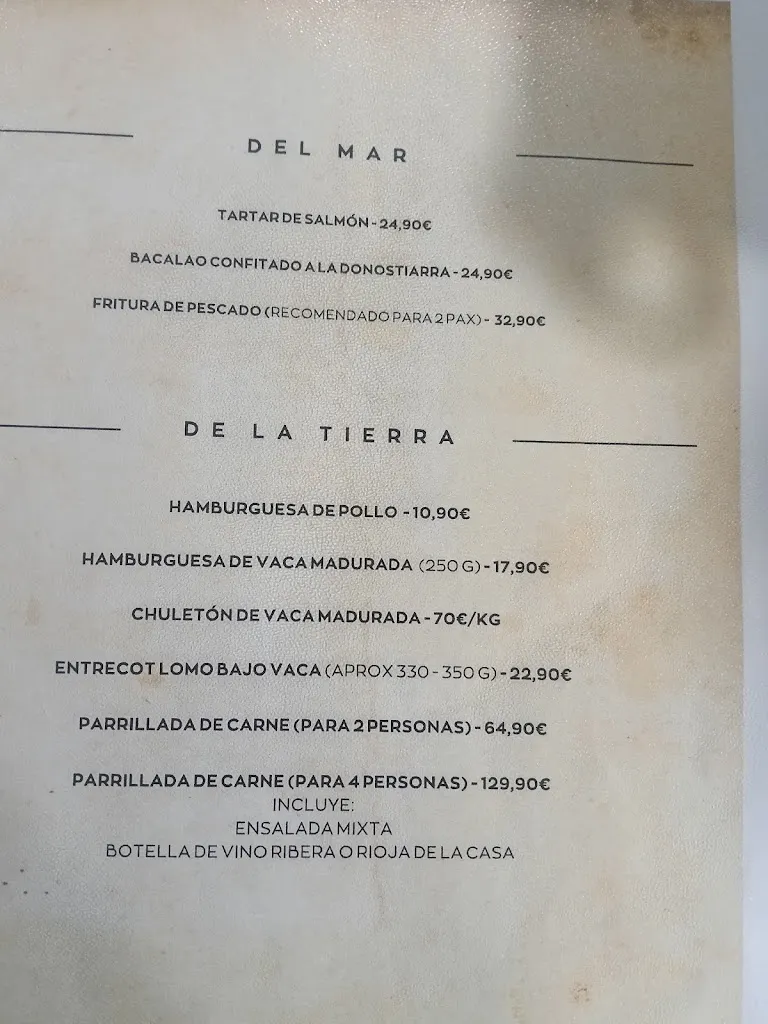 DEL MAR
TARTAR DE SALMÓN - 24,90€
BACALAO CONFITADO A LA DONOSTIARRA - 24,90€
FRITURA DE PESCADO (RECOMENDADO PARA 2 PAX) - 32,90€
DE LA TIERRA
HAMBURGUESA DE POLLO - 10,90€
HAMBURGUESA DE VACA MADURADA (250 G) - 17,90€
CHULETÓN DE VACA MADURADA - 70€/KG
ENTRECOT LOMO BAJO VACA (APROX 330 - 350 G) - 22,90€
PARRILLADA DE CARNE (PARA 2 PERSONAS) - 64,90€
PARRILLADA DE CARNE (PARA 4 PERSONAS) - 129,90€
INCLUYE:
ENSALADA MIXTA
BOTELLA DE VINO RIBERA O RIOJA DE LA CASA